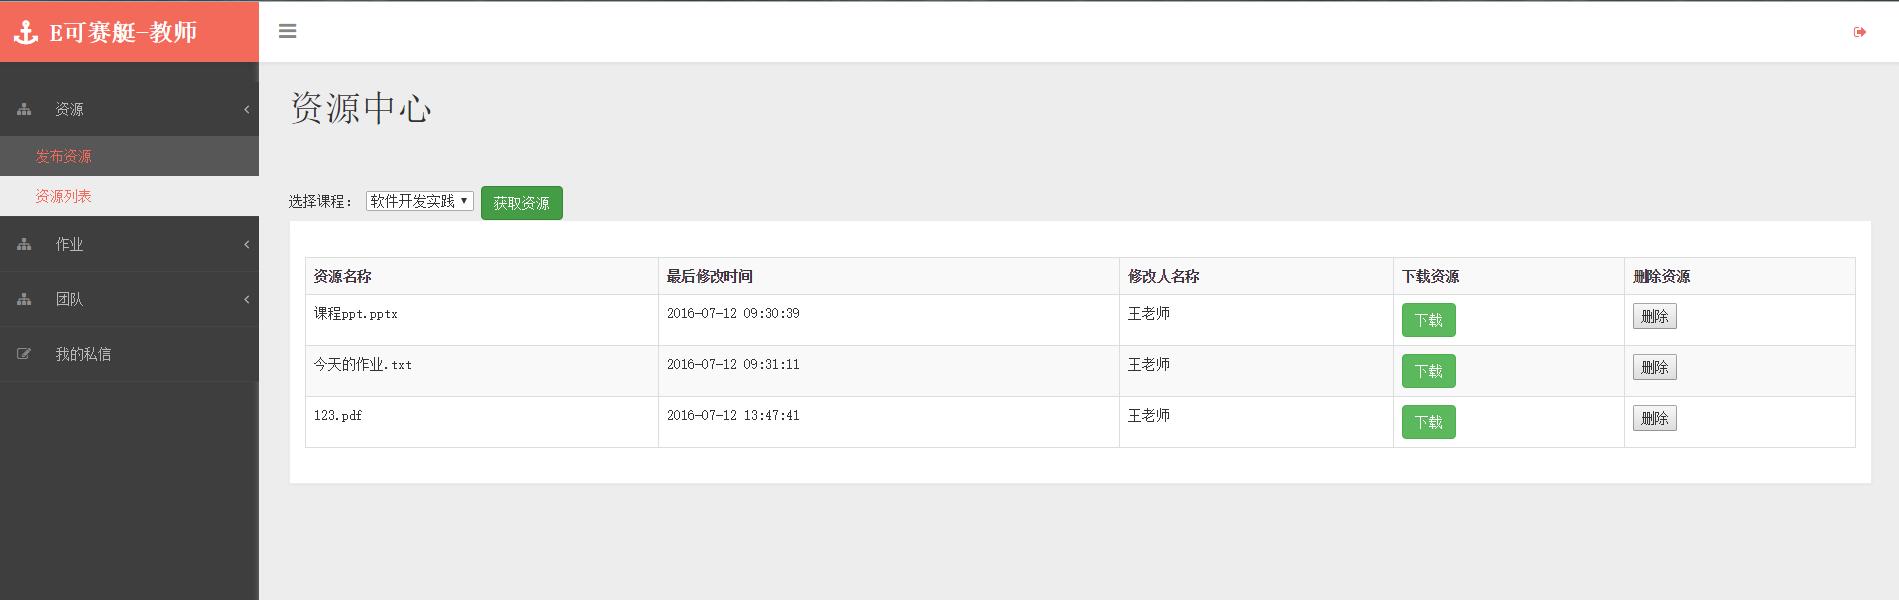 E可赛艇-教师
资源
发布资源
资源列表
作业
团队
我的私信
资源中心
选择课程： 软件开发实践 获取资源
资源名称 最后修改时间 修改人名称 下载资源 删除资源
课程ppt.pptx 2016-07-12 09:30:39 王老师 下载 删除
今天的作业.txt 2016-07-12 09:31:11 王老师 下载 删除
123.pdf 2016-07-12 13:47:41 王老师 下载 删除